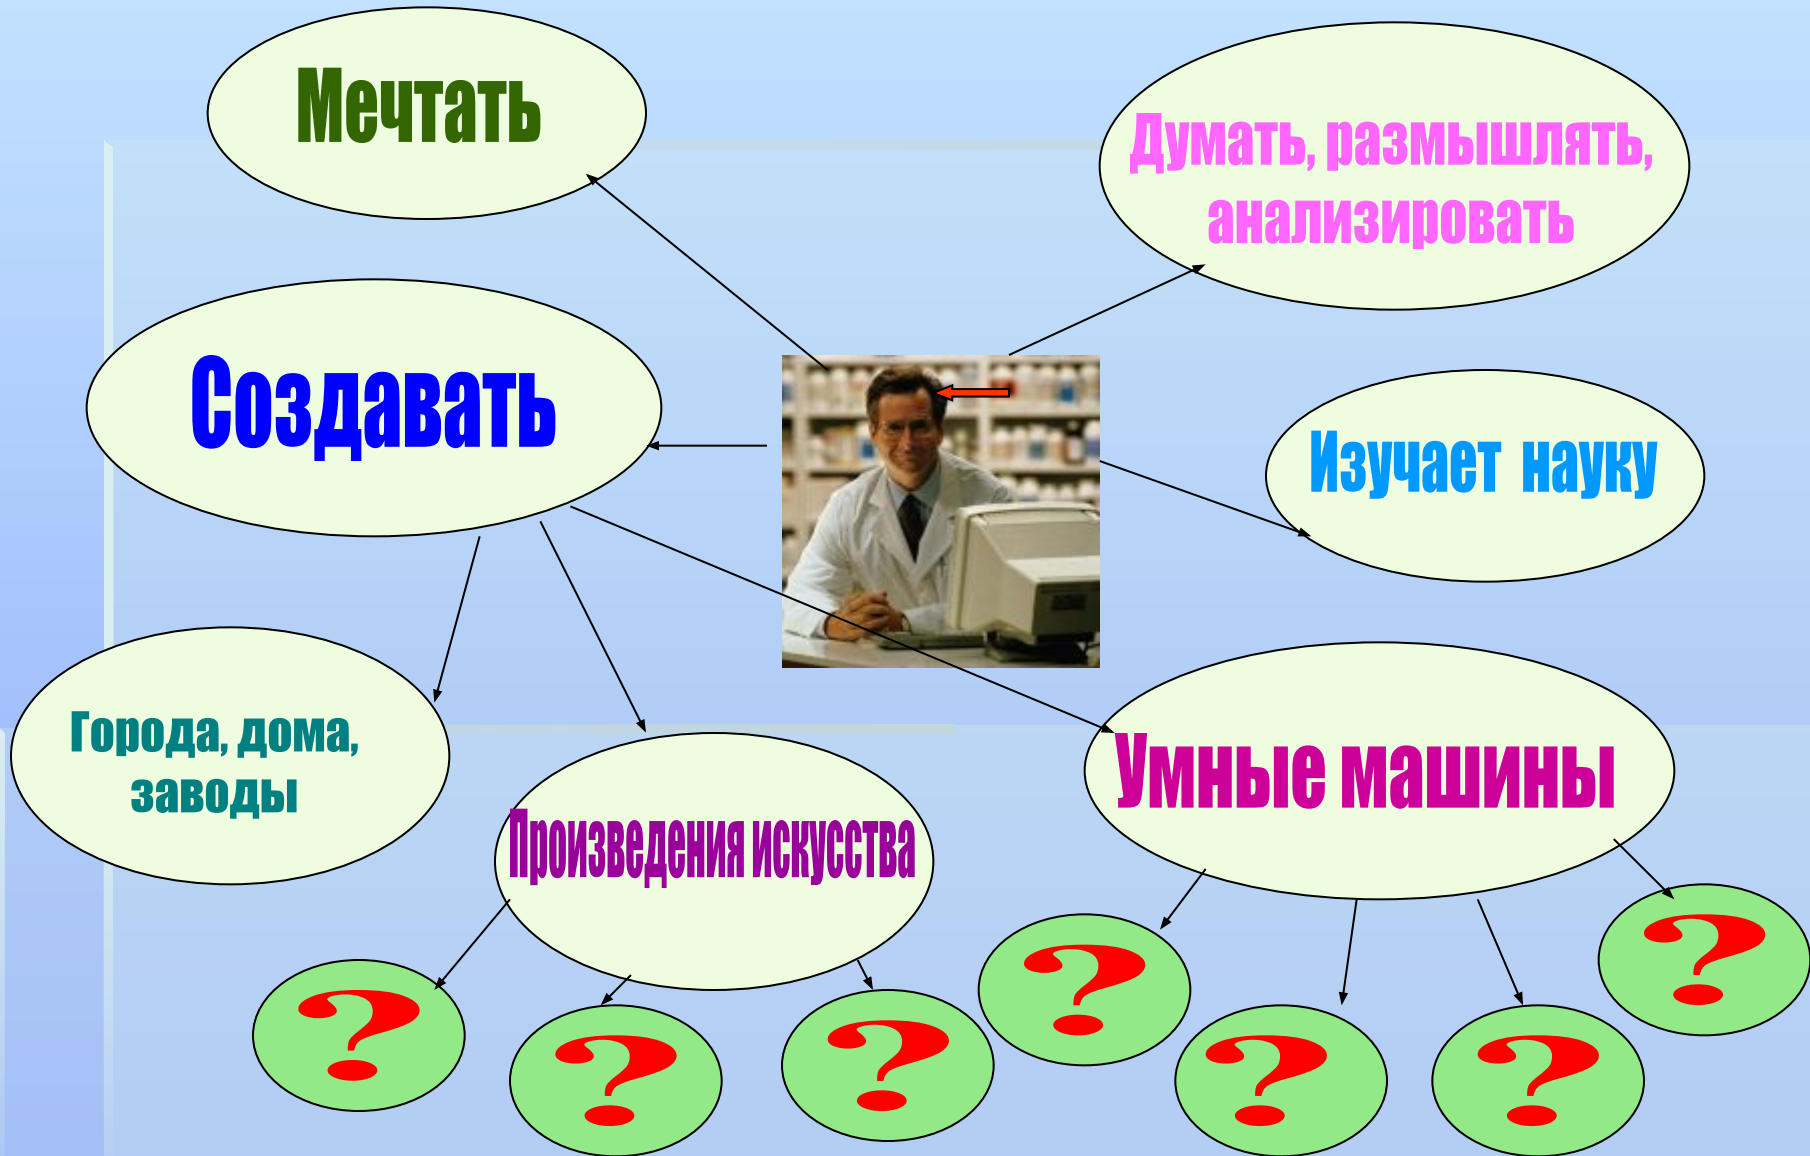 Мечтать
Думать, размышлять,
анализировать
Создавать
Изучает науку
Города, дома,
заводы
Произведения искусства
Умные машины
?
?
?
?
?
?
?